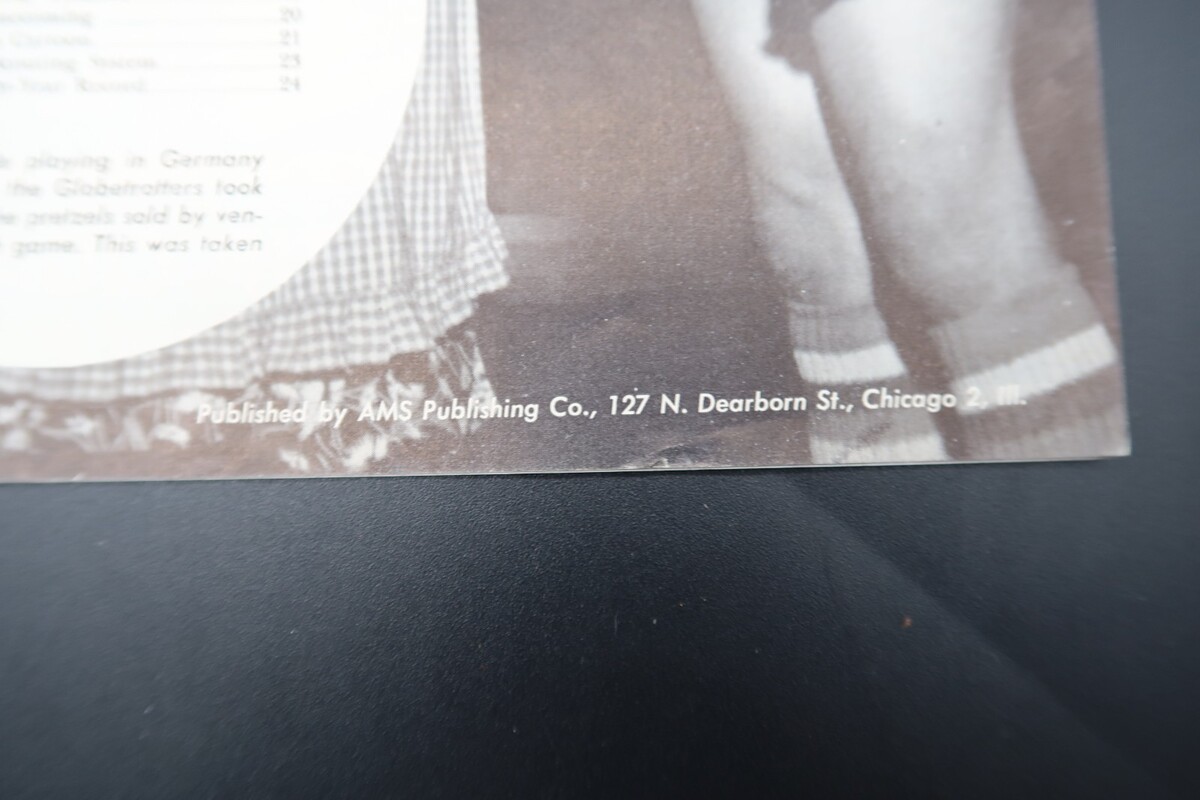 20
21
23
24
playing in Germany
the Globetrotters took
pretzels sold by ven-
game. This was taken
Published by AMS Publishing Co., 127 N. Dearborn St., Chicago 2, Ill.